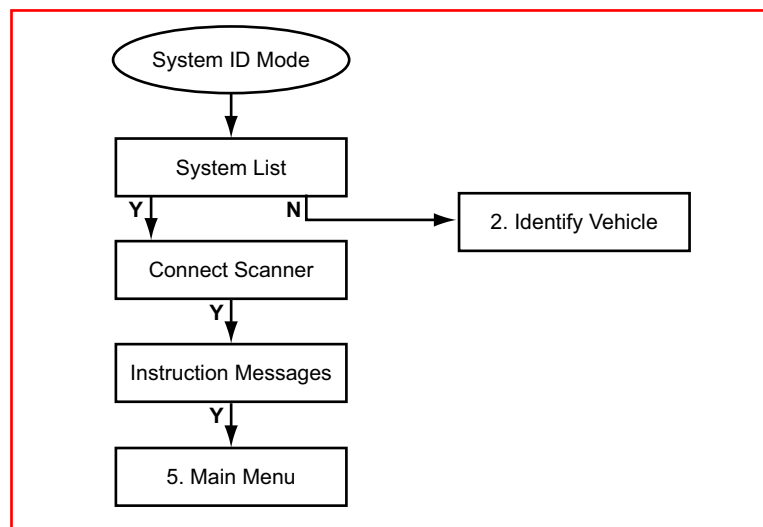 System ID Mode
System List
Y
N
2. Identify Vehicle
Connect Scanner
Y
Instruction Messages
Y
5. Main Menu